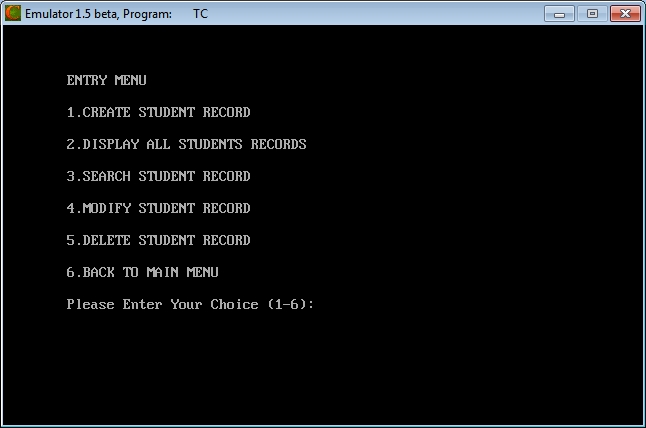 Emulator 1.5 beta, Program: TC
ENTRY MENU
1.CREATE STUDENT RECORD
2.DISPLAY ALL STUDENTS RECORDS
3.SEARCH STUDENT RECORD
4.MODIFY STUDENT RECORD
5.DELETE STUDENT RECORD
6.BACK TO MAIN MENU
Please Enter Your Choice (1-6):